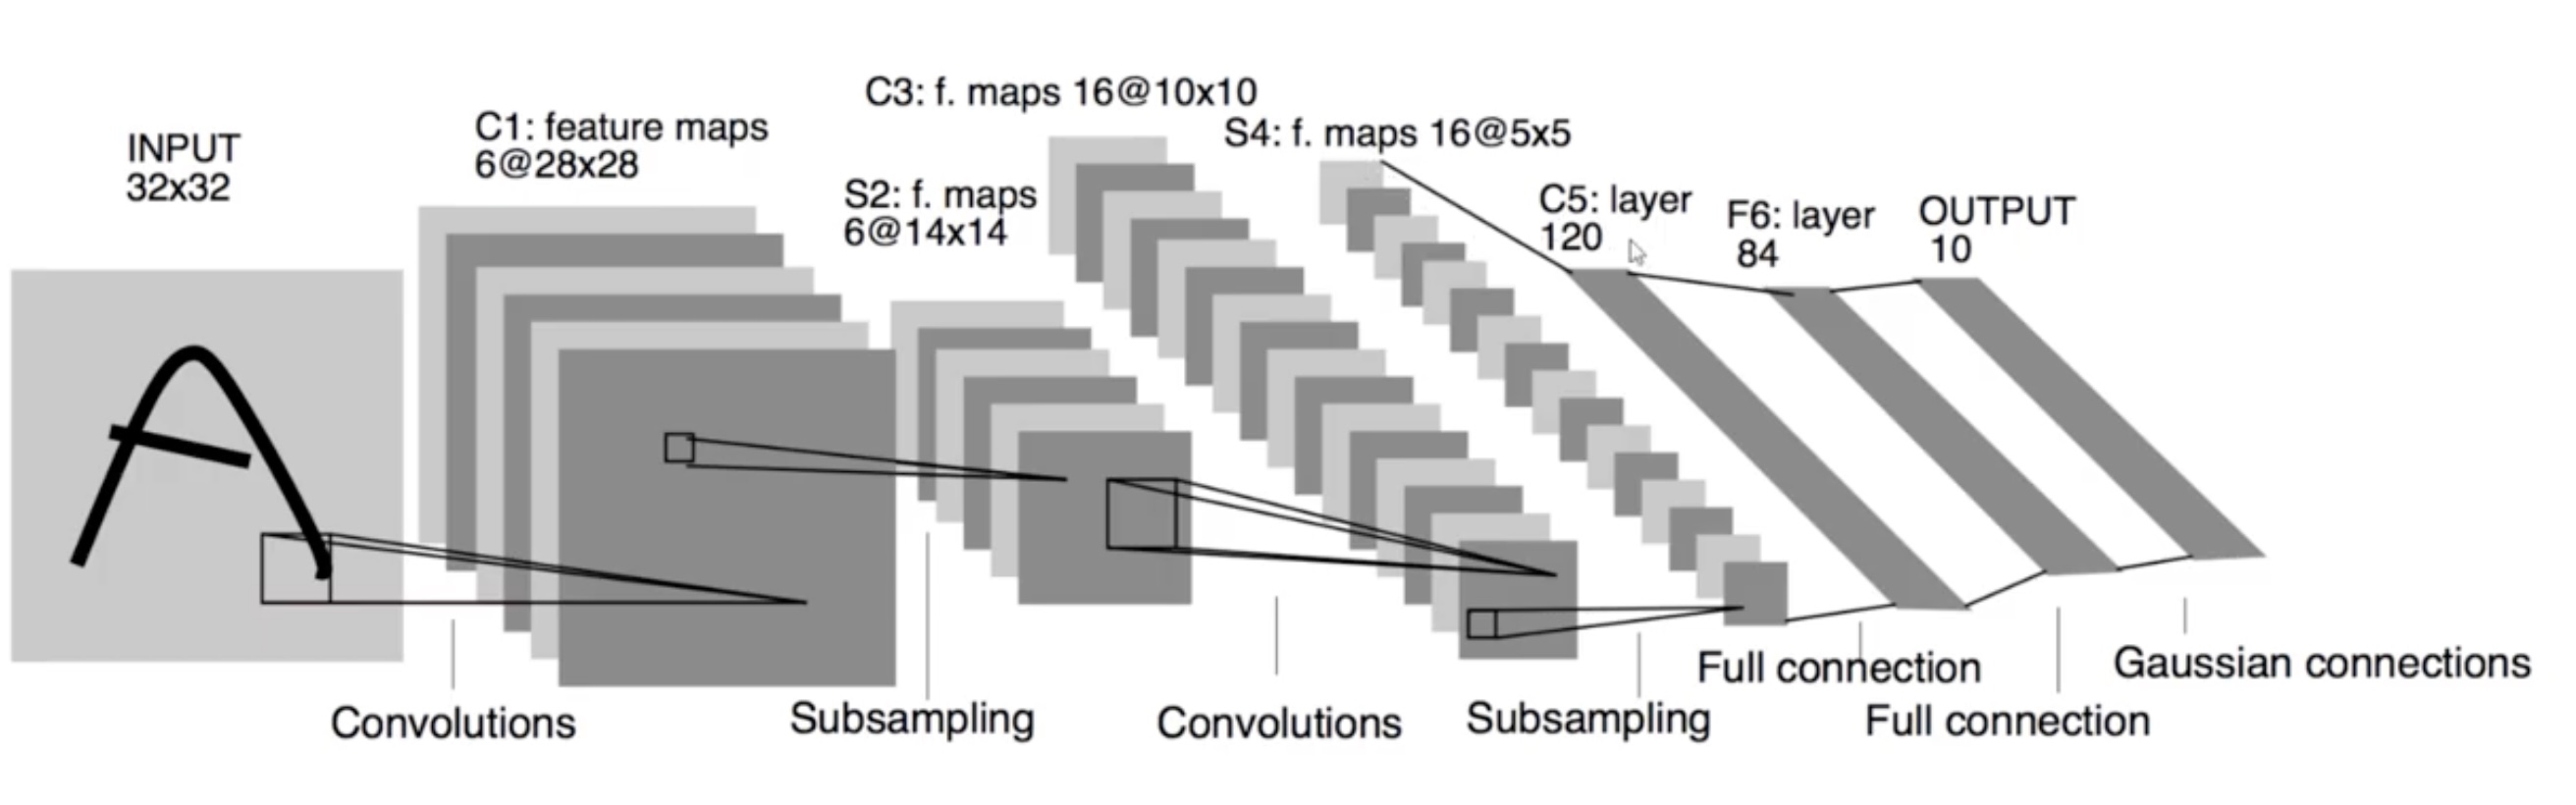 INPUT
32x32
C1: feature maps
6@28x28
S2: f. maps
6@14x14
C3: f. maps 16@10x10
S4: f. maps 16@5x5
C5: layer
120
F6: layer
84
OUTPUT
10
Convolutions
Subsampling
Convolutions
Subsampling
Full connection
Full connection
Gaussian connections
A